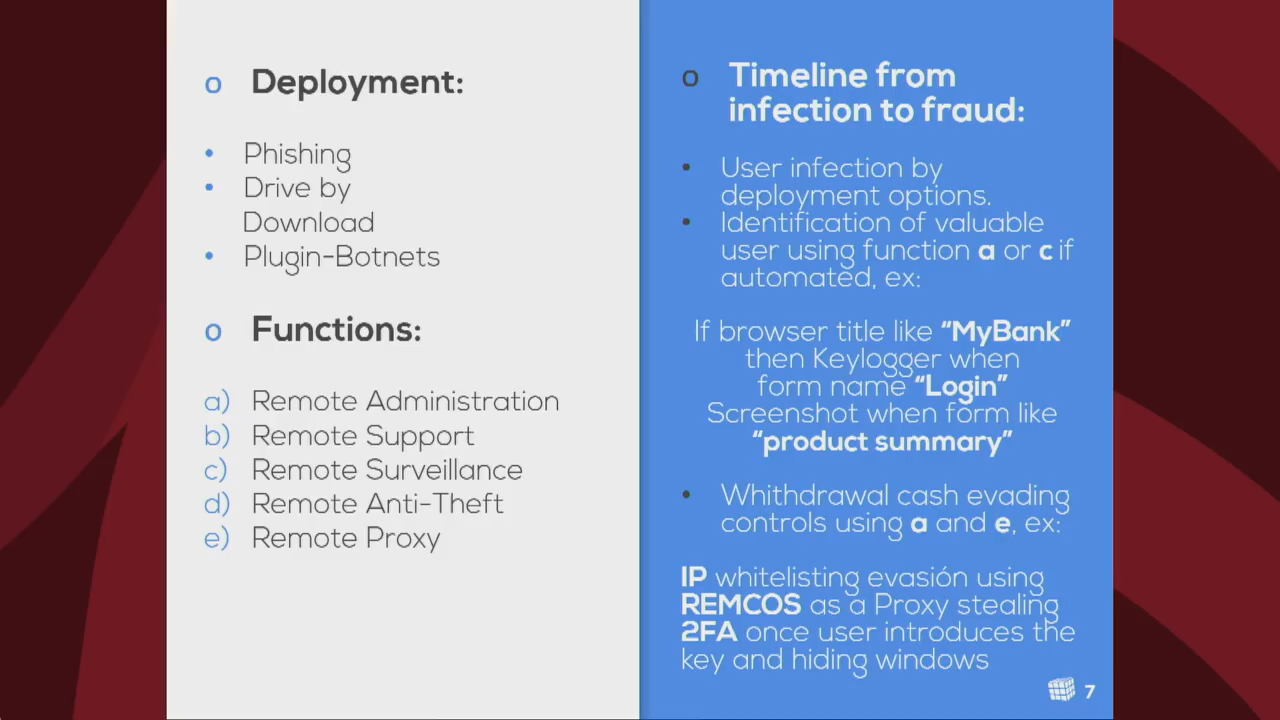 o Deployment:
• Phishing
• Drive by
Download
• Plugin-Botnets
o Functions:
a) Remote Administration
b) Remote Support
c) Remote Surveillance
d) Remote Anti-Theft
e) Remote Proxy
o Timeline from
infection to fraud:
• User infection by
deployment options.
• Identification of valuable
user using function a or c if
automated, ex:
If browser title like “MyBank”
then Keylogger when
form name “Login”
Screenshot when form like
“product summary”
• Whithdrawal cash evading
controls using a and e, ex:
IP whitelisting evasión using
REMCOS as a Proxy stealing
2FA once user introduces the
key and hiding windows
7